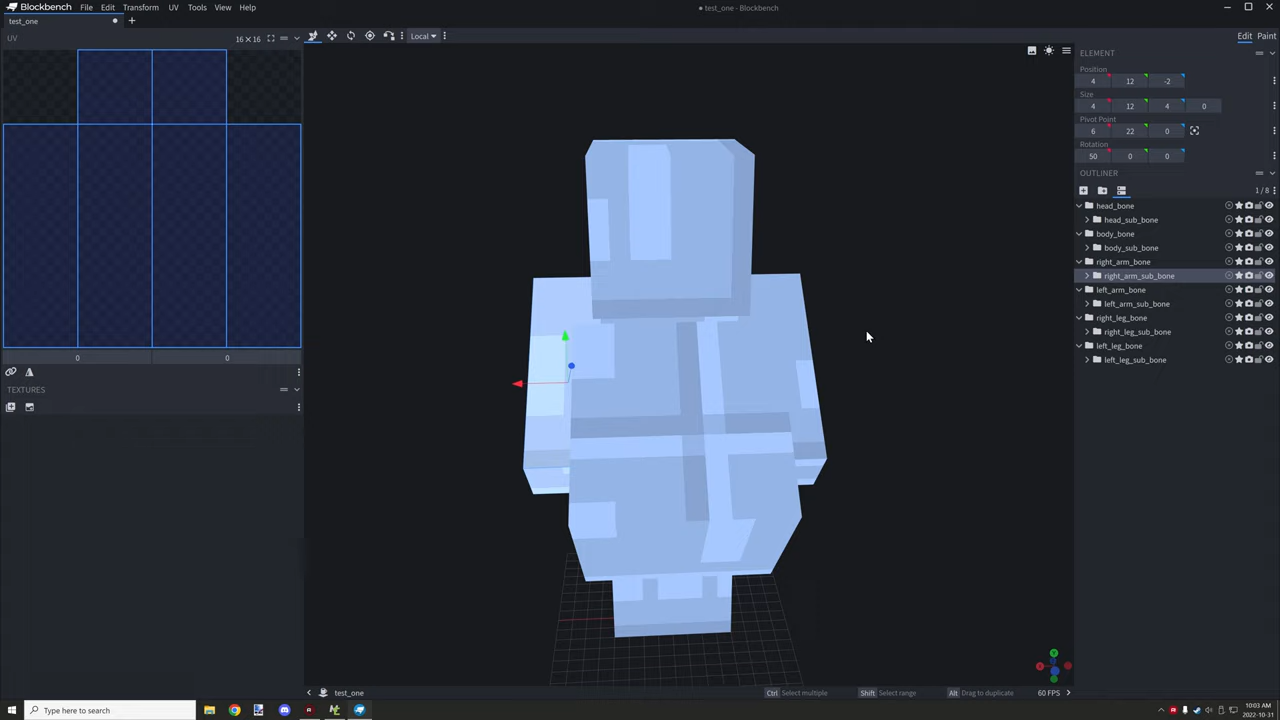 Blockbench File Edit Transform UV Tools View Help
• test_one - Blockbench
test_one
UV
16 × 16
Local
Edit Paint
ELEMENT
Position
4 12 -2
Size
4 12 4 0
Pivot Point
6 22 0
Rotation
50 0 0
OUTLINER
1 / 8
head_bone
head_sub_bone
body_bone
body_sub_bone
right_arm_bone
right_arm_sub_bone
left_arm_bone
left_arm_sub_bone
right_leg_bone
right_leg_sub_bone
left_leg_bone
left_leg_sub_bone
0 0
TEXTURES
test_one
Ctrl Select multiple Shift Select range Alt Drag to duplicate 60 FPS
Type here to search
10:03 AM
2022-10-31